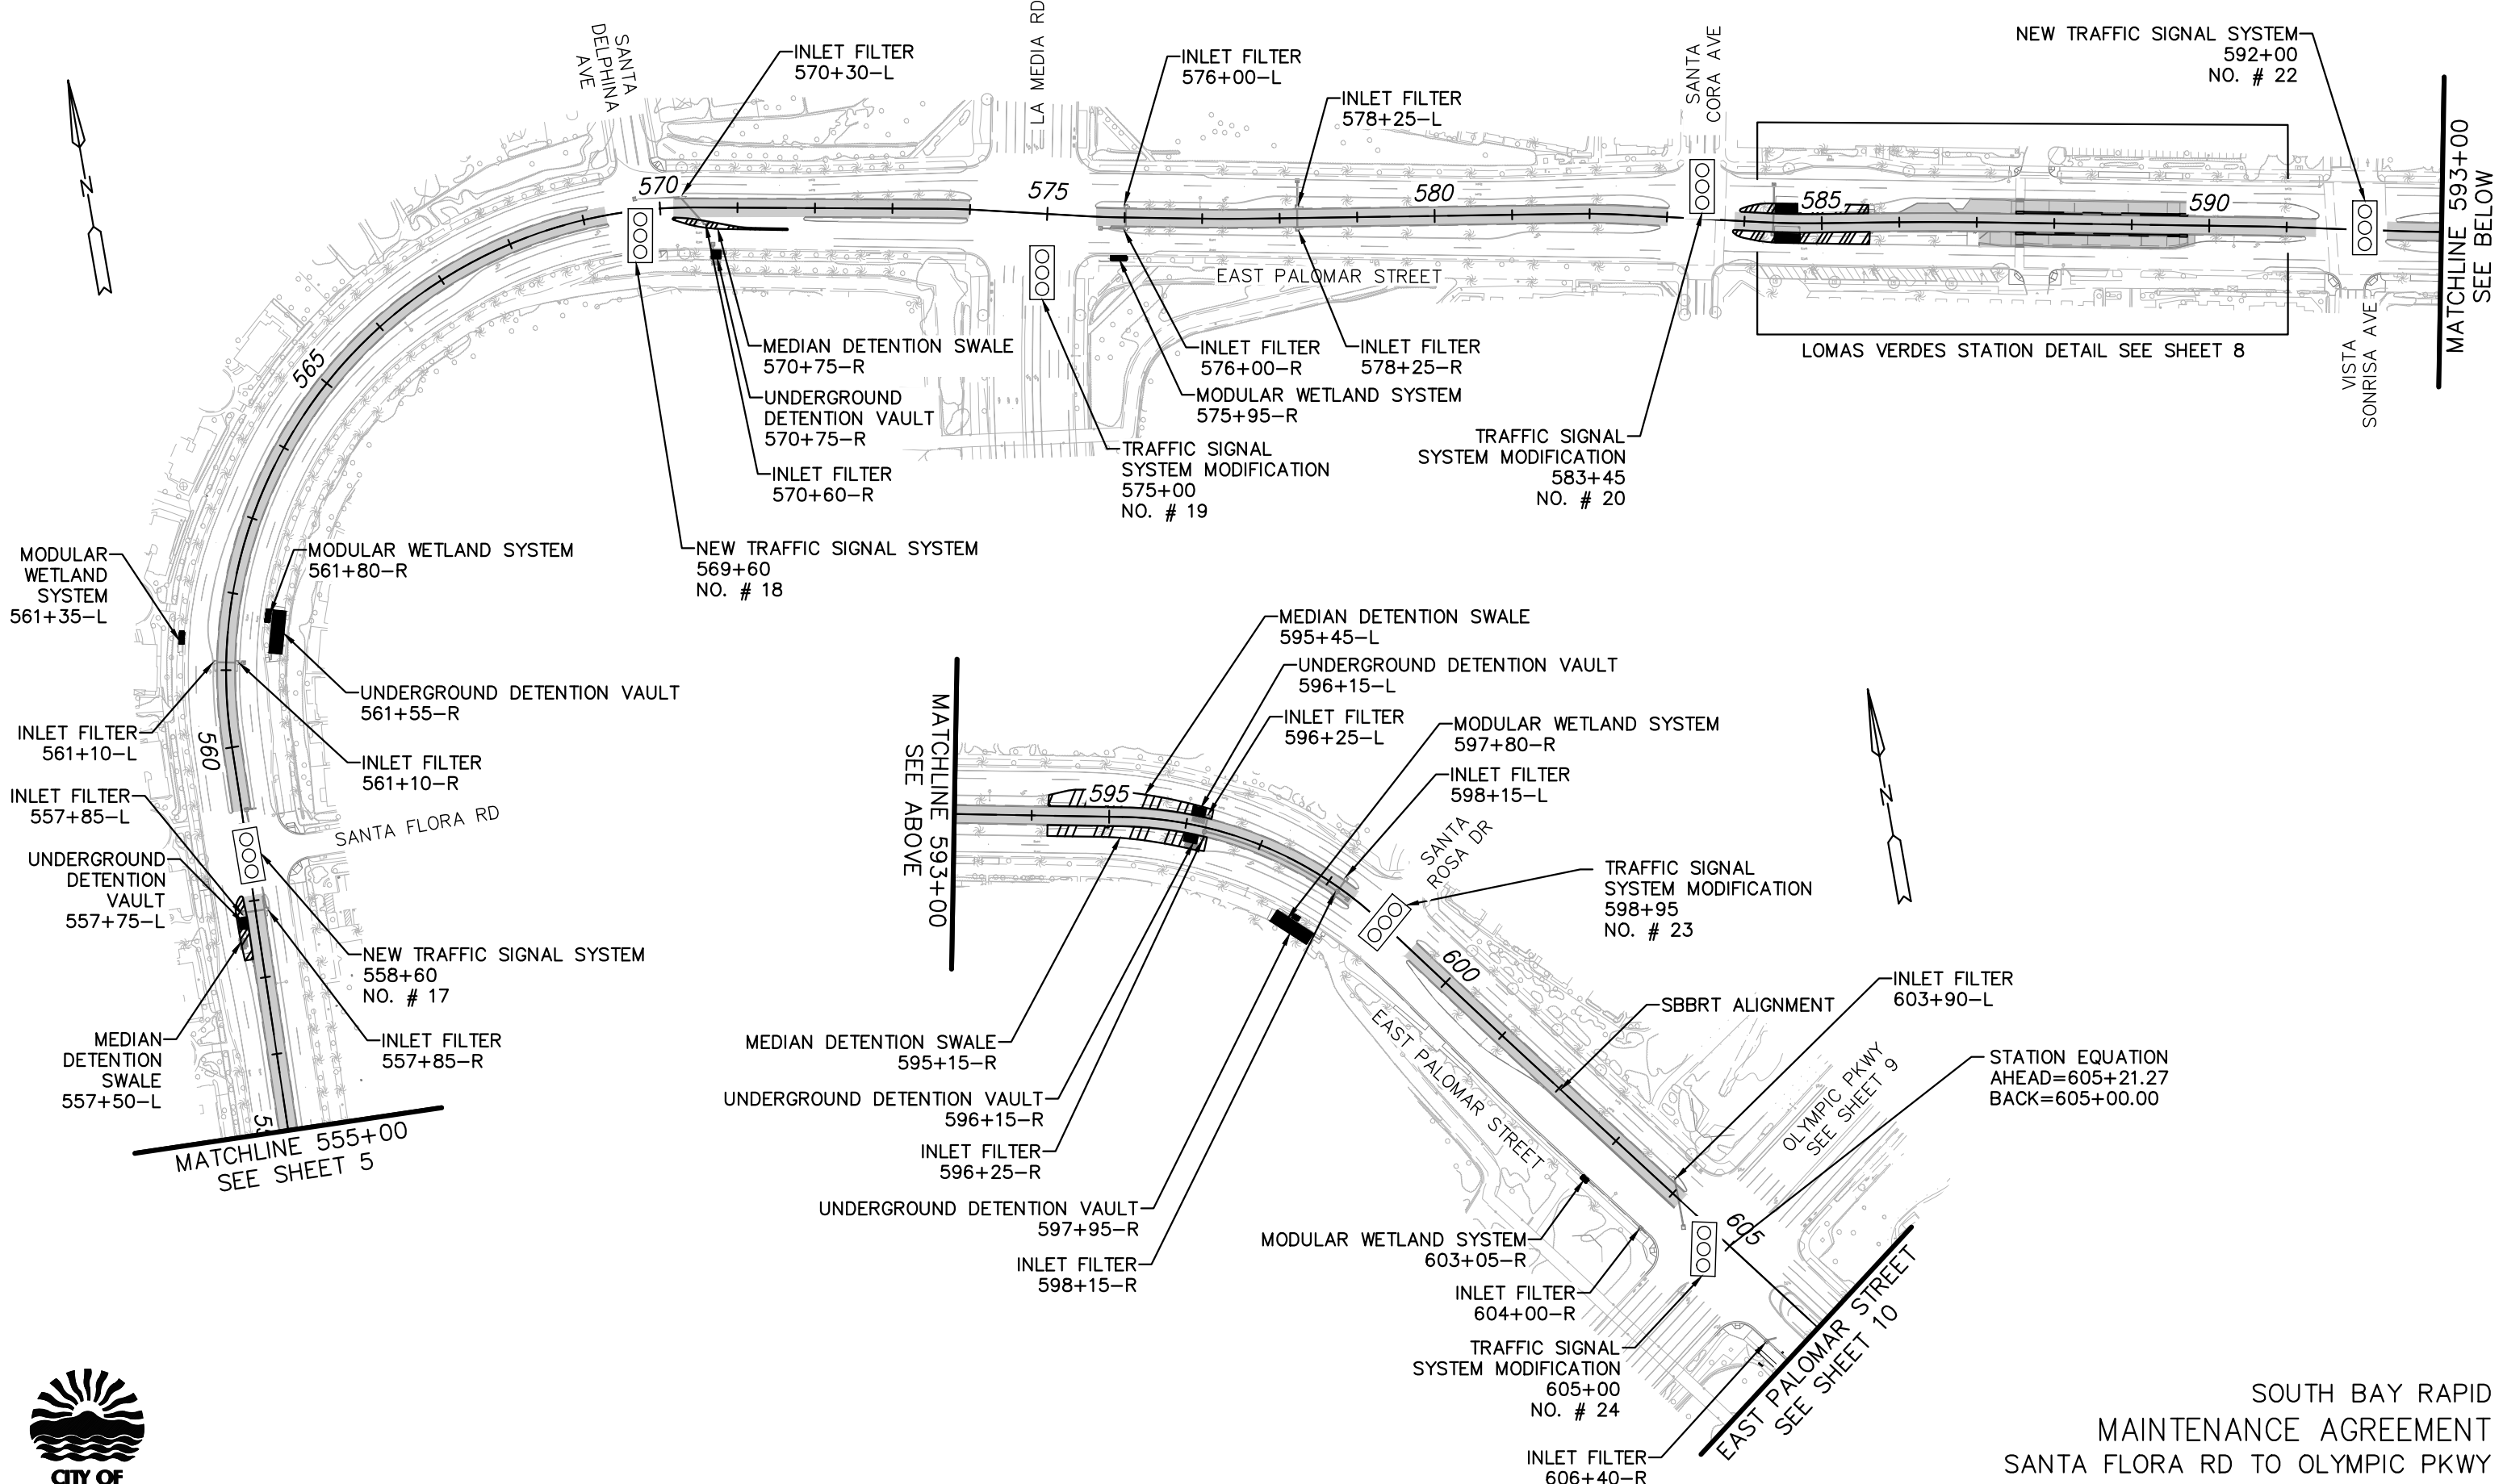 SANTA
DELPHINA
AVE
INLET FILTER
570+30-L
LA MEDIA RD
INLET FILTER
576+00-L
INLET FILTER
578+25-L
SANTA
CORA AVE
NEW TRAFFIC SIGNAL SYSTEM
592+00
NO. # 22
MATCHLINE 593+00
SEE BELOW
N
570
575
580
585
590
EAST PALOMAR STREET
LOMAS VERDES STATION DETAIL SEE SHEET 8
VISTA
SONRISA AVE
MEDIAN DETENTION SWALE
570+75-R
UNDERGROUND
DETENTION VAULT
570+75-R
INLET FILTER
570+60-R
INLET FILTER
576+00-R
INLET FILTER
578+25-R
MODULAR WETLAND SYSTEM
575+95-R
TRAFFIC SIGNAL
SYSTEM MODIFICATION
575+00
NO. # 19
TRAFFIC SIGNAL
SYSTEM MODIFICATION
583+45
NO. # 20
NEW TRAFFIC SIGNAL SYSTEM
569+60
NO. # 18
565
MODULAR
WETLAND
SYSTEM
561+35-L
MODULAR WETLAND SYSTEM
561+80-R
UNDERGROUND DETENTION VAULT
561+55-R
INLET FILTER
561+10-L
560
INLET FILTER
561+10-R
INLET FILTER
557+85-L
SANTA FLORA RD
UNDERGROUND
DETENTION
VAULT
557+75-L
NEW TRAFFIC SIGNAL SYSTEM
558+60
NO. # 17
MEDIAN
DETENTION
SWALE
557+50-L
INLET FILTER
557+85-R
MATCHLINE 555+00
SEE SHEET 5
MATCHLINE 593+00
SEE ABOVE
MEDIAN DETENTION SWALE
595+45-L
UNDERGROUND DETENTION VAULT
596+15-L
INLET FILTER
596+25-L
MODULAR WETLAND SYSTEM
597+80-R
INLET FILTER
598+15-L
N
595
SANTA
ROSA DR
TRAFFIC SIGNAL
SYSTEM MODIFICATION
598+95
NO. # 23
600
INLET FILTER
603+90-L
SBBRT ALIGNMENT
EAST PALOMAR STREET
OLYMPIC PKWY
SEE SHEET 9
STATION EQUATION
AHEAD=605+21.27
BACK=605+00.00
MEDIAN DETENTION SWALE
595+15-R
UNDERGROUND DETENTION VAULT
596+15-R
INLET FILTER
596+25-R
UNDERGROUND DETENTION VAULT
597+95-R
INLET FILTER
598+15-R
MODULAR WETLAND SYSTEM
603+05-R
605
INLET FILTER
604+00-R
TRAFFIC SIGNAL
SYSTEM MODIFICATION
605+00
NO. # 24
INLET FILTER
606+40-R
EAST PALOMAR STREET
SEE SHEET 10
CITY OF
SOUTH BAY RAPID
MAINTENANCE AGREEMENT
SANTA FLORA RD TO OLYMPIC PKWY